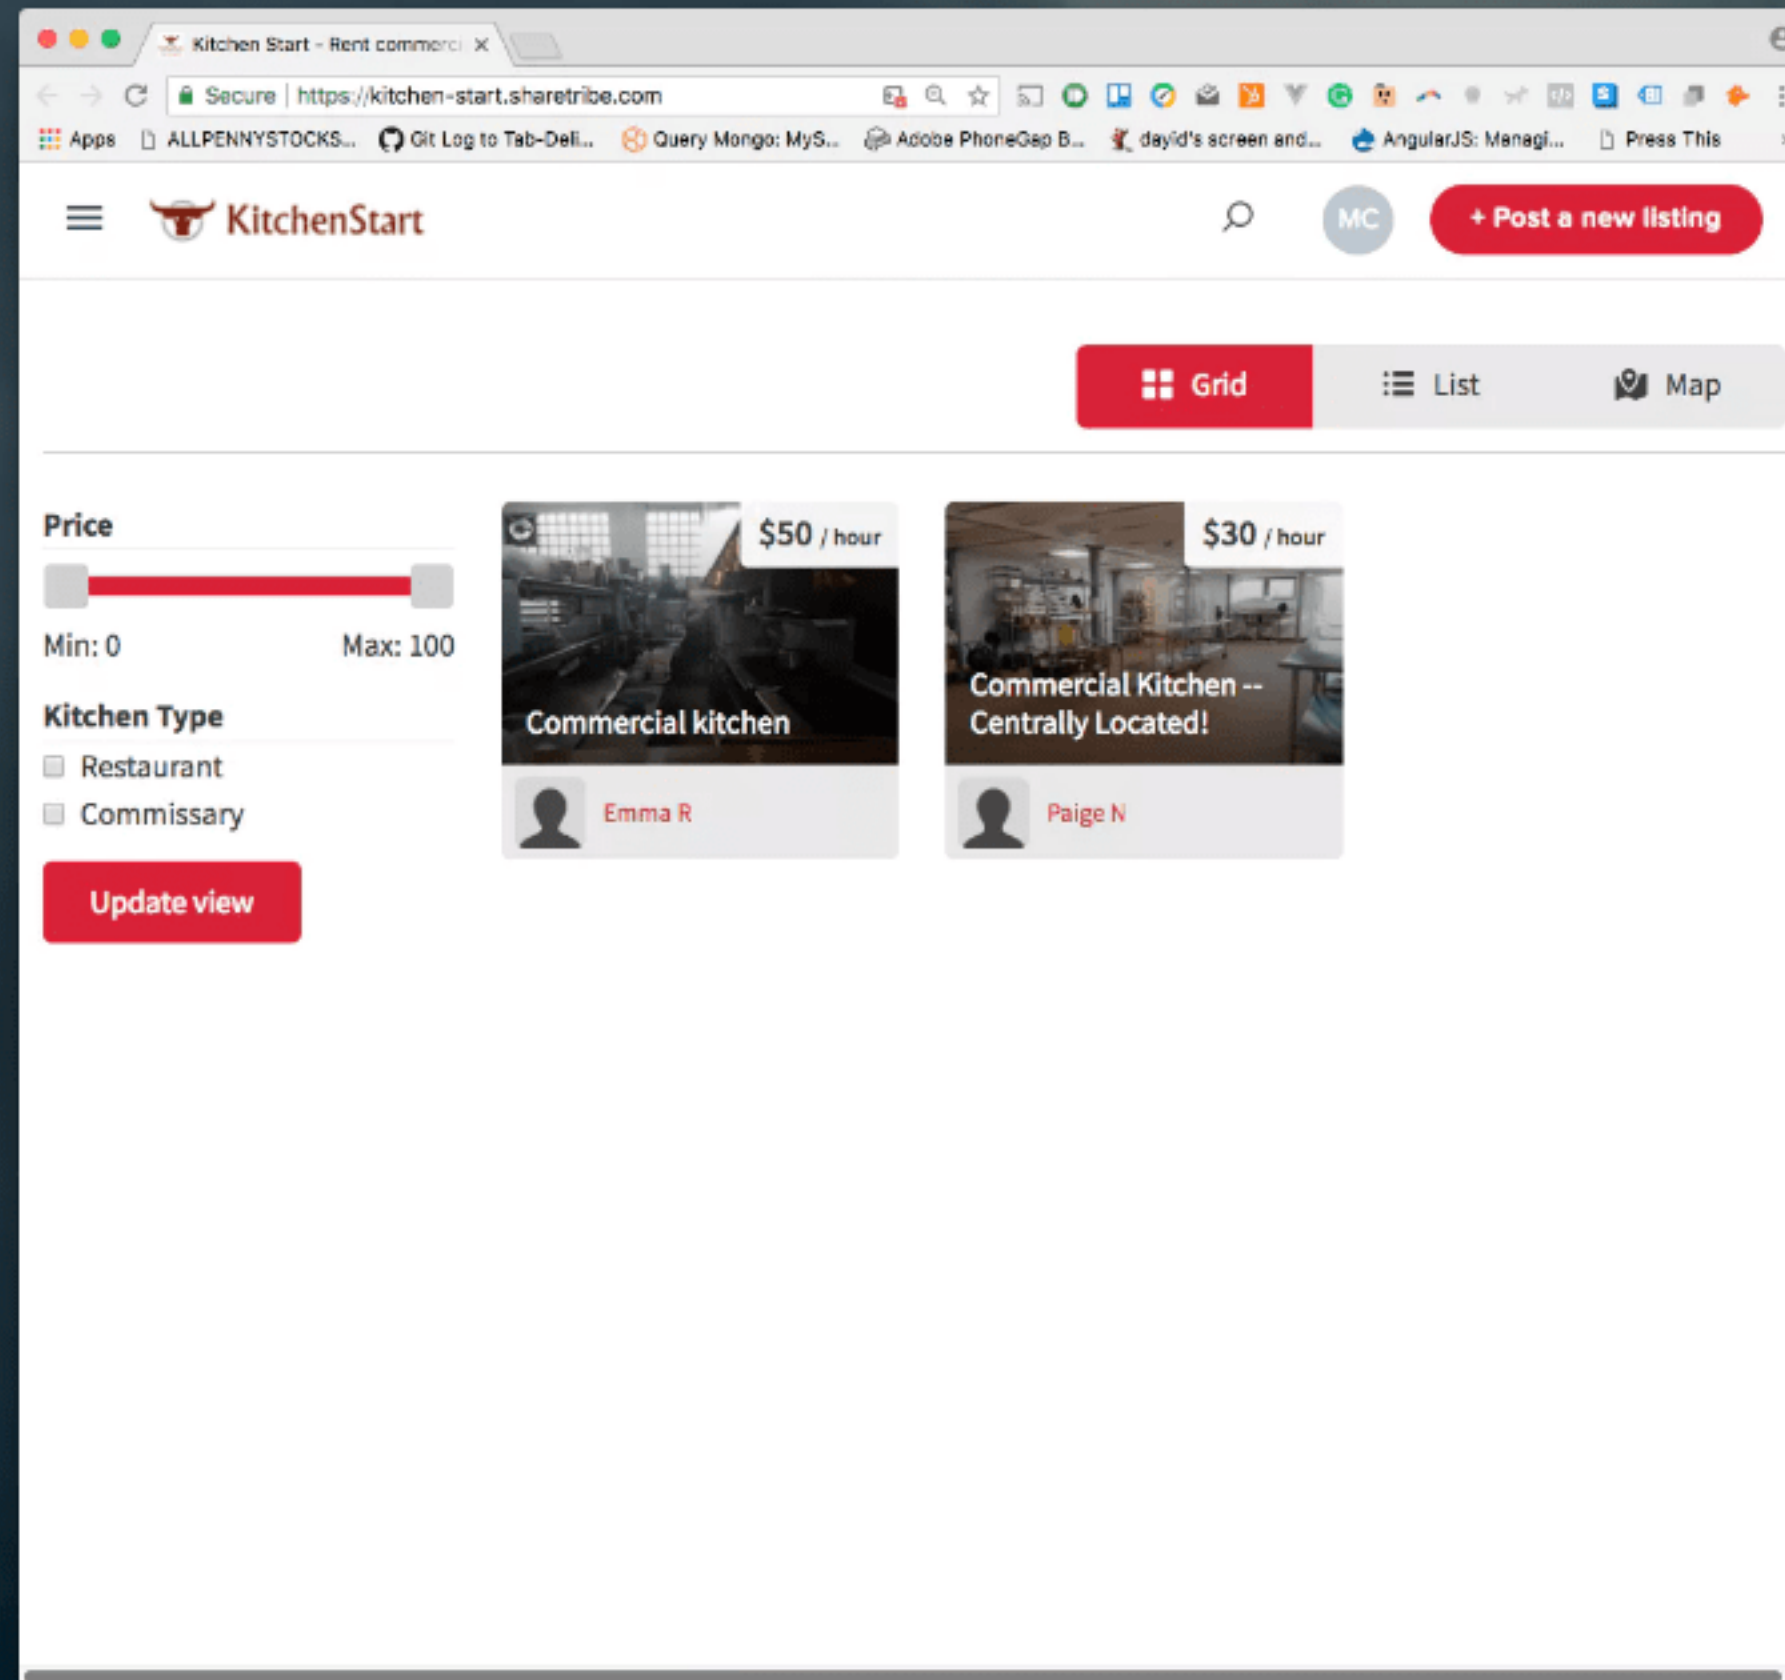 Kitchen Start - Rent commerci
Secure https://kitchen-start.sharetribe.com
Apps ALLPENNYSTOCKS... Git Log to Tab-Deli... Query Mongo: MyS... Adobe PhoneGap B... dayid's screen and... AngularJS: Managi... Press This
KitchenStart MC + Post a new listing
Grid List Map
Price
Min: 0 Max: 100
Kitchen Type
Restaurant
Commissary
Update view
$50 / hour
Commercial kitchen
Emma R
$30 / hour
Commercial Kitchen --
Centrally Located!
Paige N